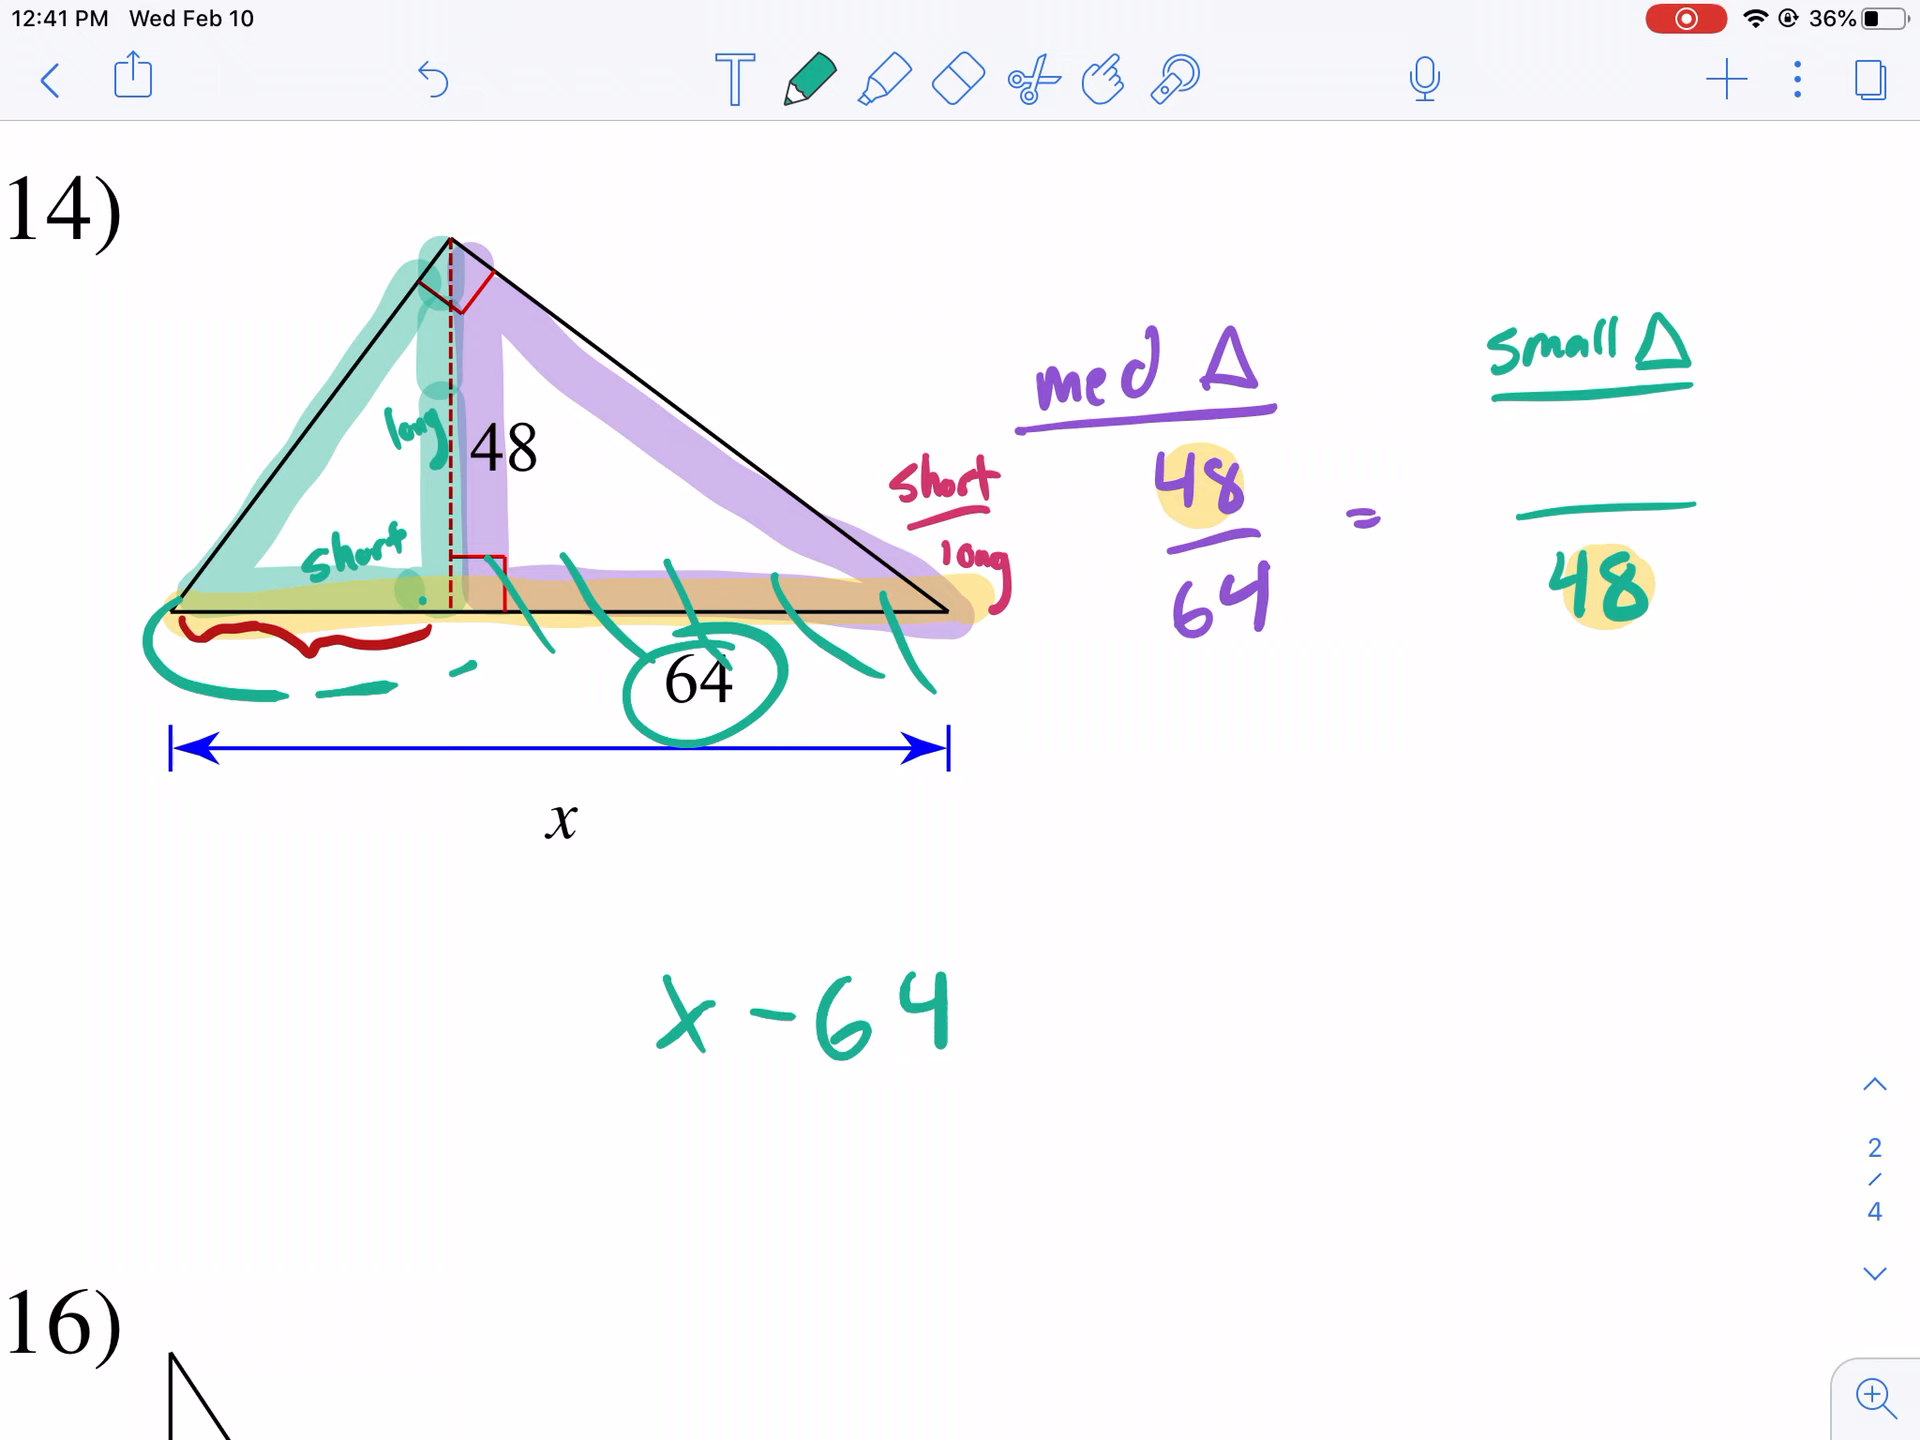 12:41 PM Wed Feb 10
36%
T
14)
small Δ
med Δ
long
48
short
long
48
=
48
64
short
64
x
x - 64
2
/
4
16)